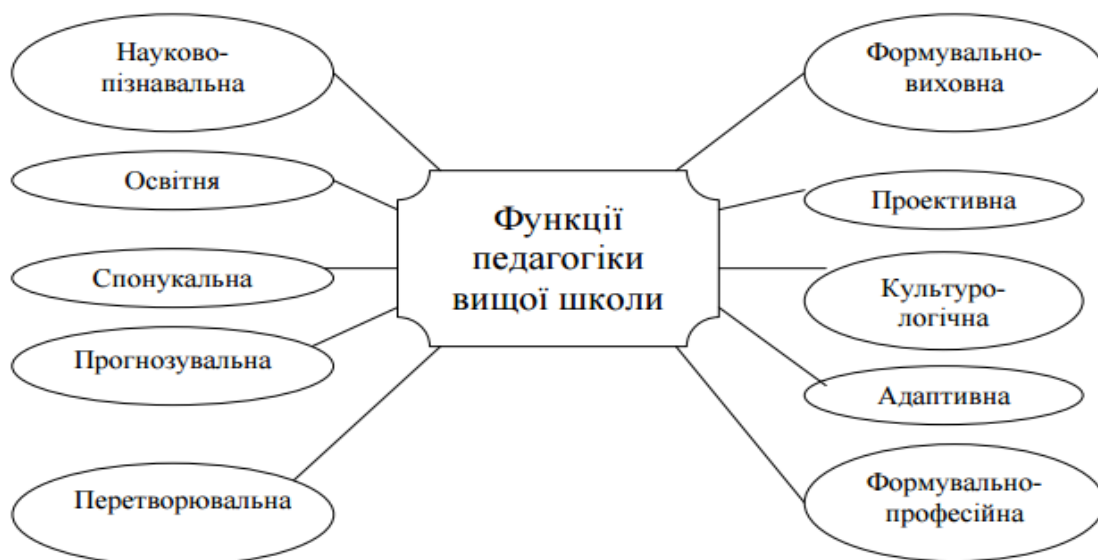 Науково-
пізнавальна
Освітня
Спонукальна
Прогнозувальна
Перетворювальна
Функції
педагогіки
вищої школи
Формувально-
виховна
Проективна
Культуро-
логічна
Адаптивна
Формувально-
професійна